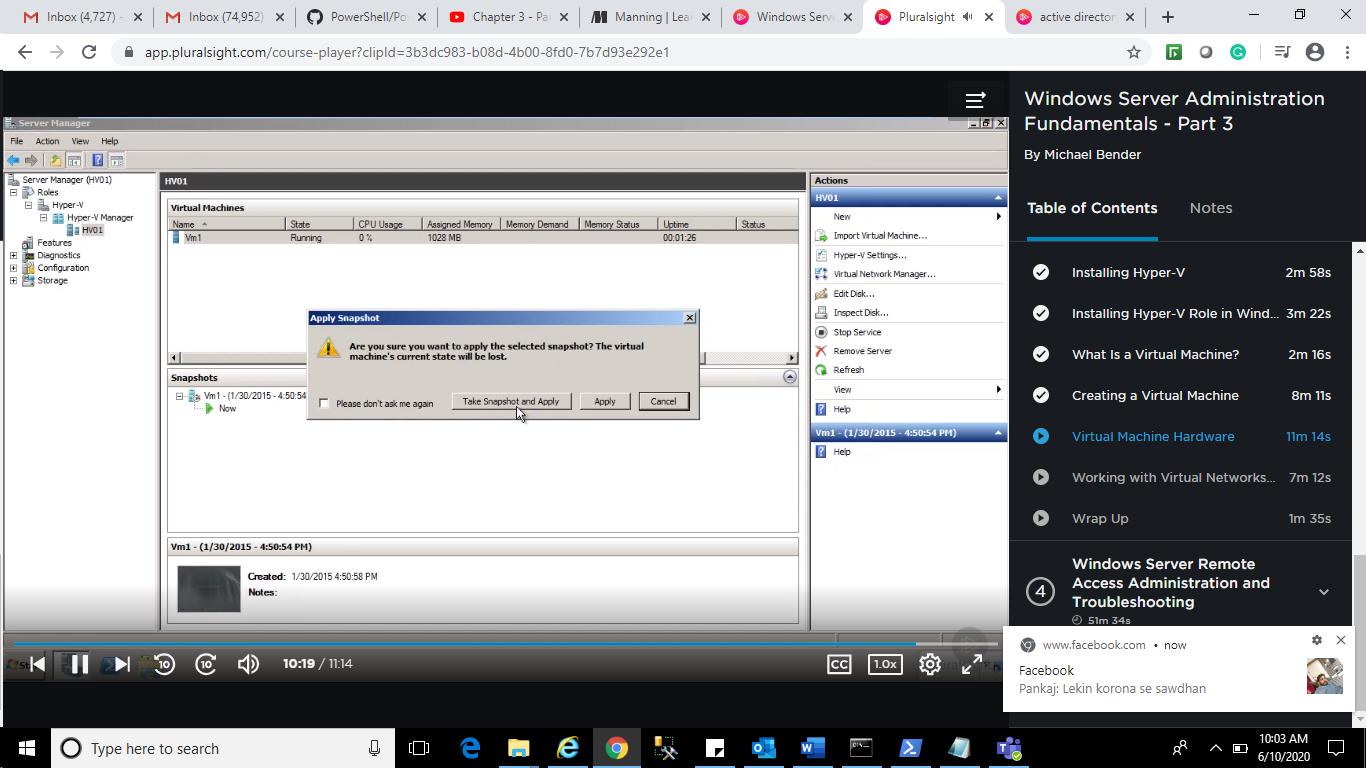 Inbox (4,727) -
Inbox (74,952)
PowerShell/Po
Chapter 3 - Pa
Manning | Lea
Windows Serv
Pluralsight
active director
app.pluralsight.com/course-player?clipId=3b3dc983-b08d-4b00-8fd0-7b7d93e292e1
Server Manager
File Action View Help
Server Manager (HV01)
Roles
Hyper-V
Hyper-V Manager
HV01
Features
Diagnostics
Configuration
Storage
HV01
Virtual Machines
Name State CPU Usage Assigned Memory Memory Demand Memory Status Uptime Status
Vm1 Running 0 % 1028 MB 00:01:26
Apply Snapshot
Are you sure you want to apply the selected snapshot? The virtual
machine's current state will be lost.
Please don't ask me again
Take Snapshot and Apply
Apply
Cancel
Snapshots
Vm1 - (1/30/2015 - 4:50:54
Now
Vm1 - (1/30/2015 - 4:50:54 PM)
Created: 1/30/2015 4:50:58 PM
Notes:
Actions
HV01
New
Import Virtual Machine...
Hyper-V Settings...
Virtual Network Manager...
Edit Disk...
Inspect Disk...
Stop Service
Remove Server
Refresh
View
Help
Vm1 - (1/30/2015 - 4:50:54 PM)
Help
10
10
10:19 / 11:14
CC
1.0x
Windows Server Administration
Fundamentals - Part 3
By Michael Bender
Table of Contents
Notes
Installing Hyper-V 2m 58s
Installing Hyper-V Role in Wind... 3m 22s
What Is a Virtual Machine? 2m 16s
Creating a Virtual Machine 8m 11s
Virtual Machine Hardware 11m 14s
Working with Virtual Networks... 7m 12s
Wrap Up 1m 35s
4
Windows Server Remote
Access Administration and
Troubleshooting
51m 34s
www.facebook.com • now
Facebook
Pankaj: Lekin korona se sawdhan
Type here to search
10:03 AM
6/10/2020